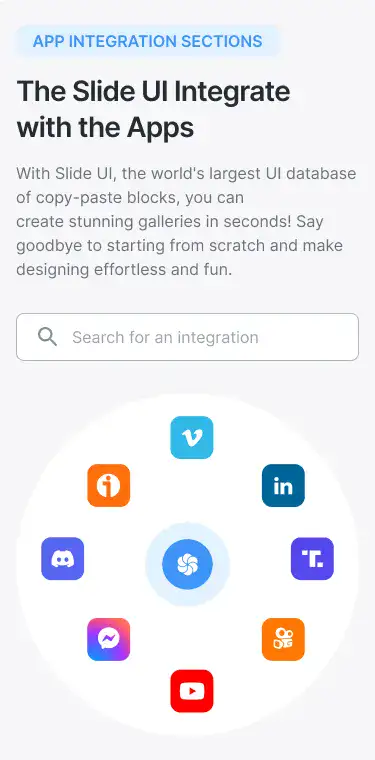 APP INTEGRATION SECTIONS
The Slide UI Integrate
with the Apps
With Slide UI, the world's largest UI database
of copy-paste blocks, you can
create stunning galleries in seconds! Say
goodbye to starting from scratch and make
designing effortless and fun.
Search for an integration
in